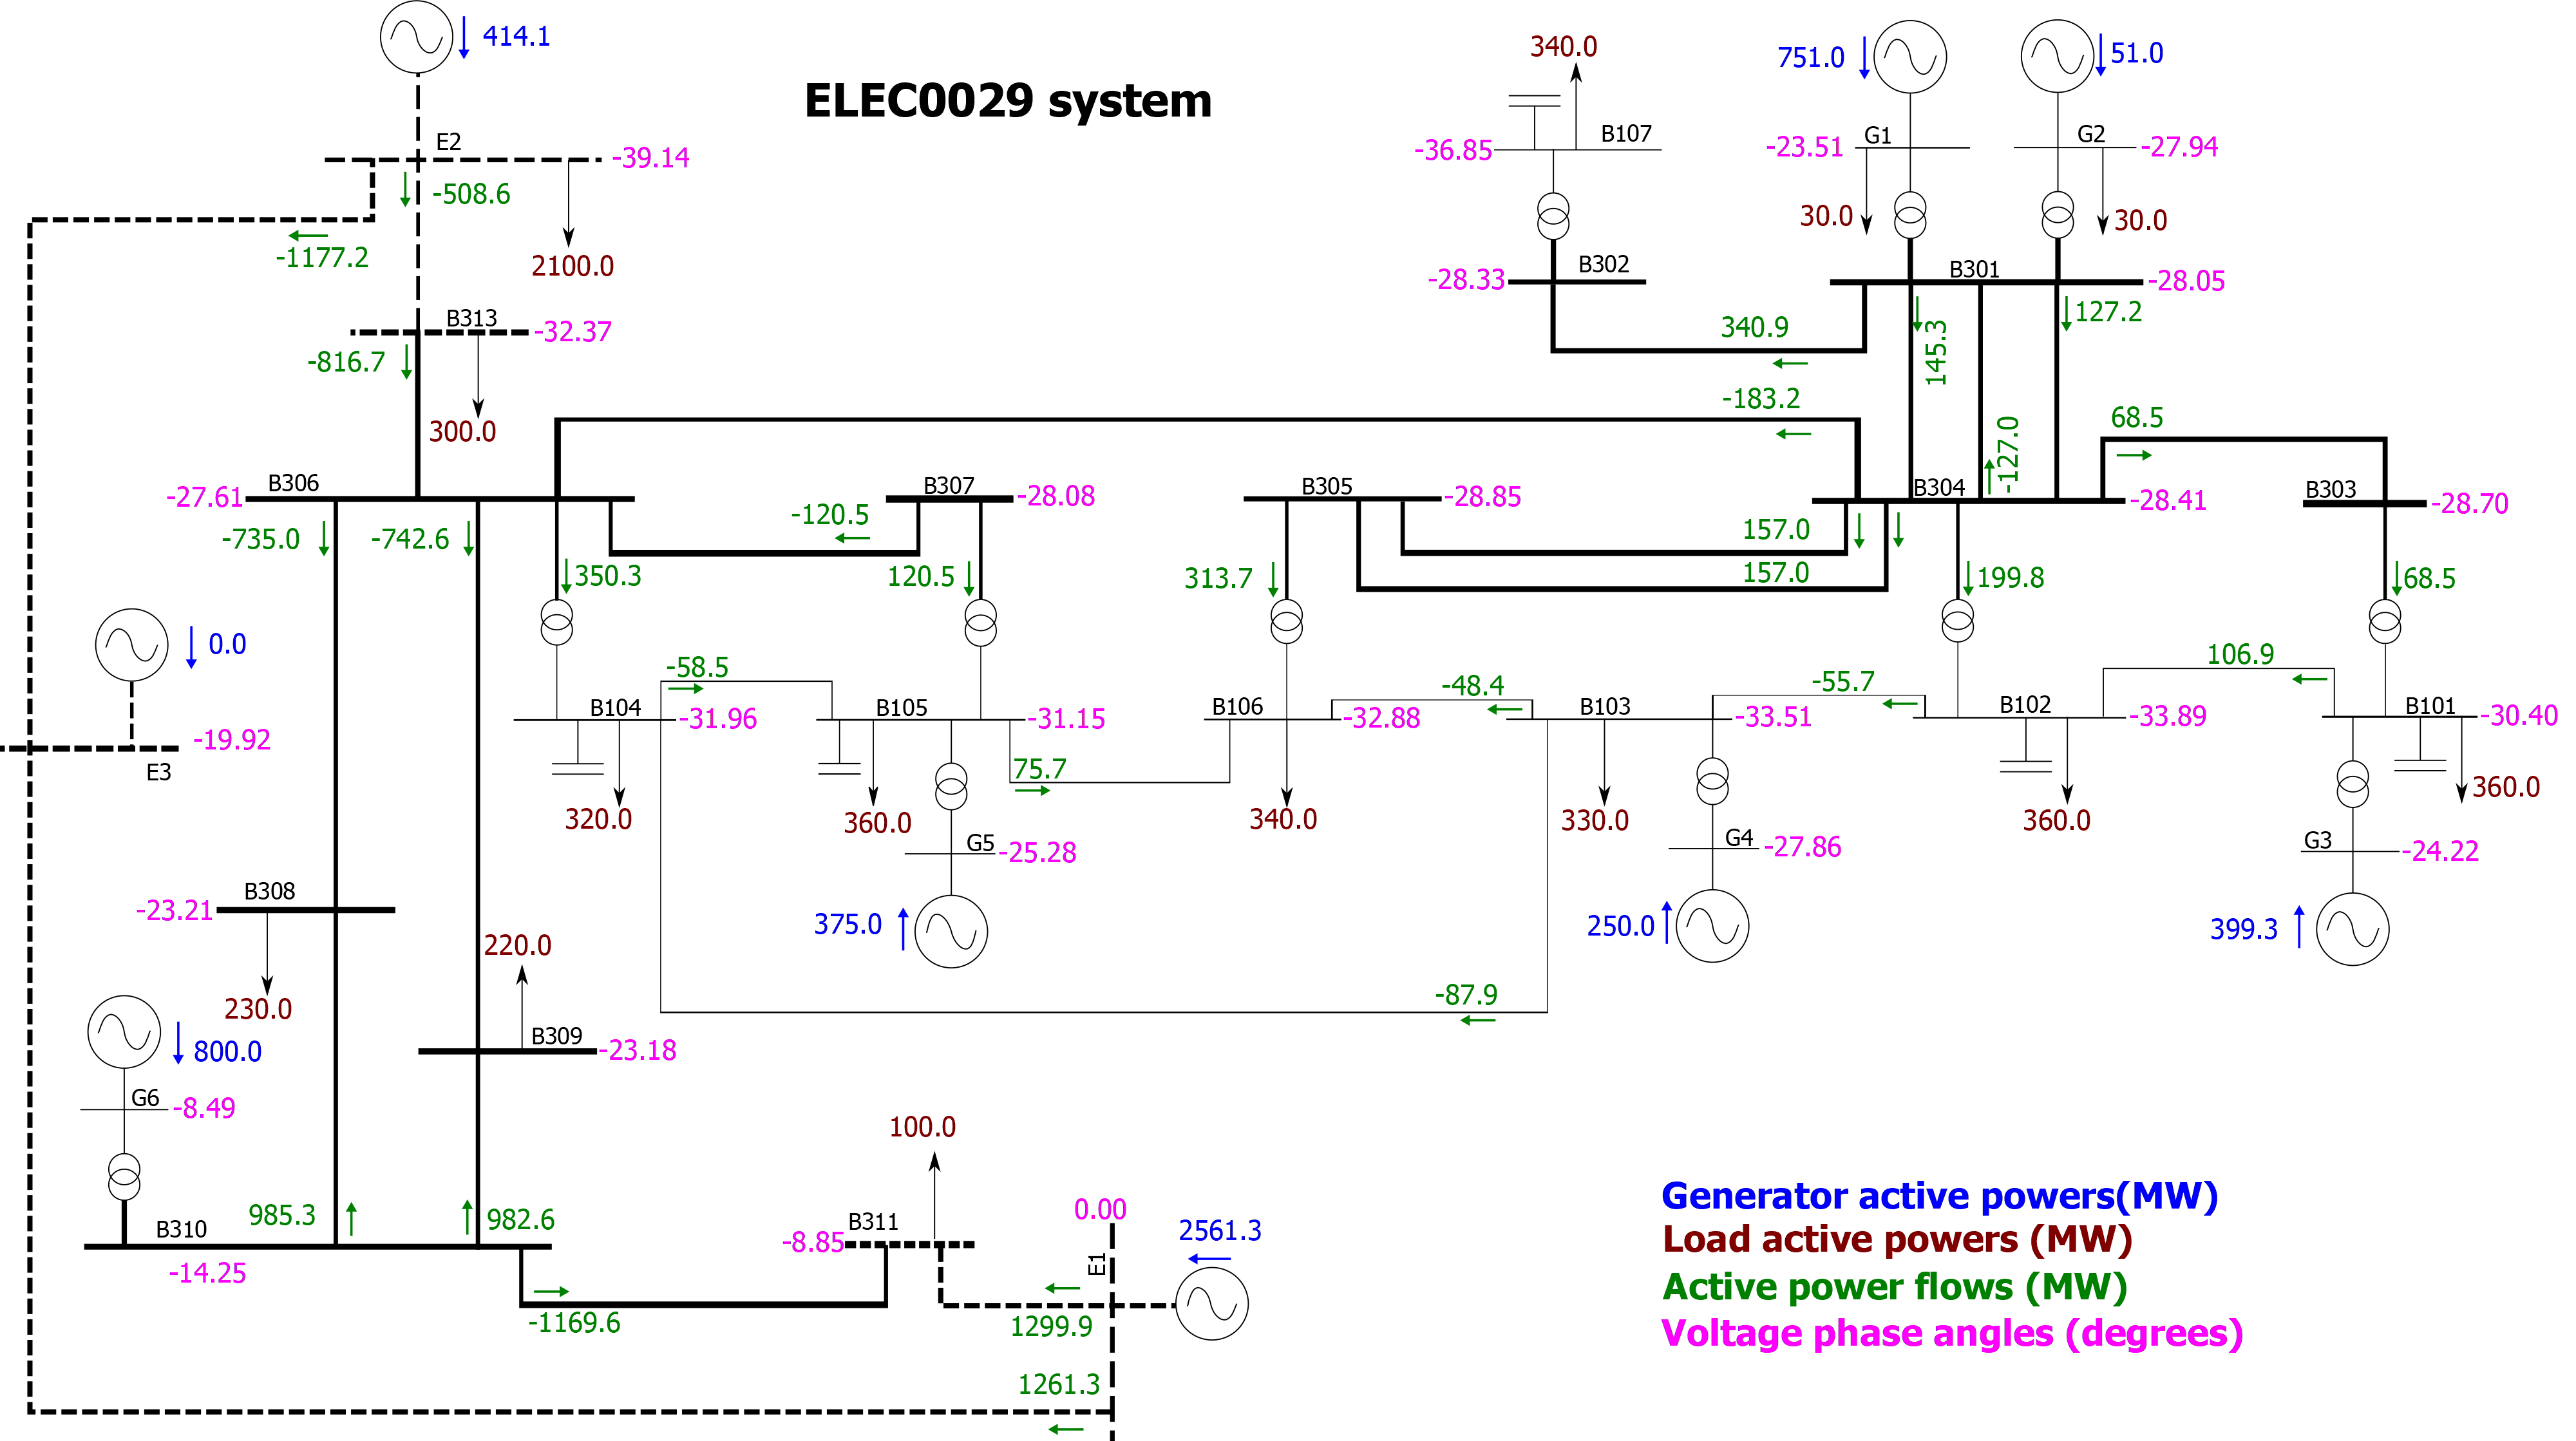 414.1
ELEC0029 system
340.0
751.0
51.0
E2
-39.14
-36.85
B107
-23.51
G1
G2
-27.94
-508.6
30.0
30.0
-1177.2
2100.0
-28.33
B302
B301
-28.05
B313
-32.37
340.9
145.3
127.2
-816.7
300.0
-183.2
68.5
-127.0
B306
-27.61
B307
-28.08
B305
-28.85
B304
-28.41
B303
-28.70
-735.0
-742.6
-120.5
157.0
350.3
120.5
313.7
157.0
199.8
68.5
0.0
-58.5
-48.4
-55.7
106.9
B104
-31.96
B105
-31.15
B106
-32.88
B103
-33.51
B102
-33.89
B101
-30.40
-19.92
E3
75.7
320.0
360.0
340.0
330.0
360.0
360.0
G5
-25.28
G4
-27.86
G3
-24.22
B308
-23.21
375.0
250.0
399.3
220.0
230.0
-87.9
800.0
B309
-23.18
G6
-8.49
100.0
985.3
982.6
B310
-14.25
B311
-8.85
0.00
E1
2561.3
-1169.6
1299.9
1261.3
Generator active powers(MW)
Load active powers (MW)
Active power flows (MW)
Voltage phase angles (degrees)